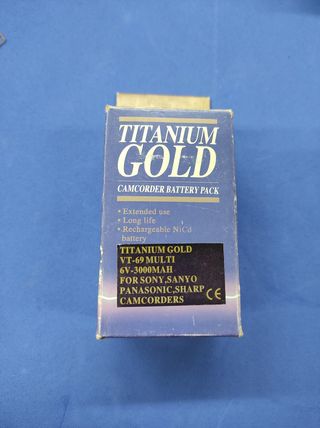 TITANIUM
GOLD
CAMCORDER BATTERY PACK
• Extended use
• Long life
• Rechargeable NiCd
battery
TITANIUM GOLD
VT-69 MULTI
6V-3000MAH
FOR SONY,SANYO
PANASONIC,SHARP
CAMCORDERS CE